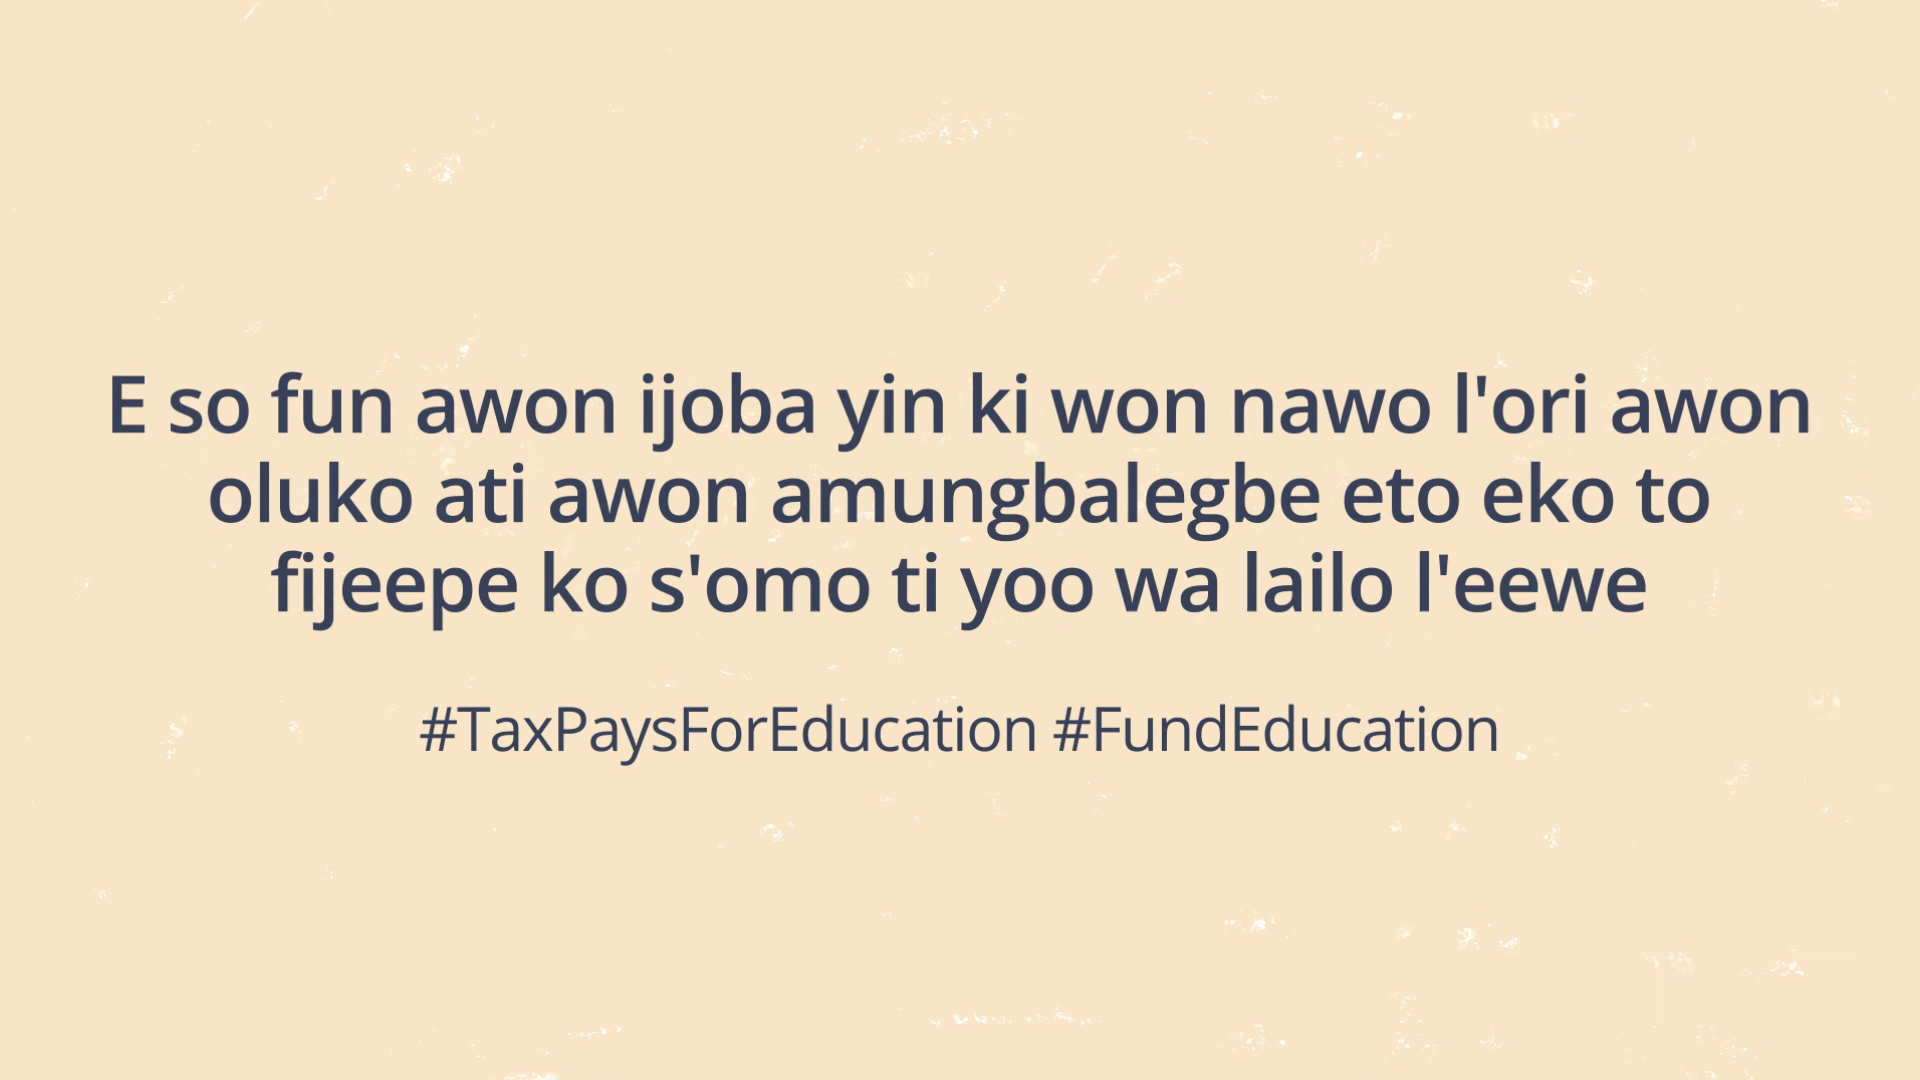 E so fun awon ijoba yin ki won nawo l'ori awon
oluko ati awon amungbalegbe eto eko to
fijeepe ko s'omo ti yoo wa lailo l'eewe
#TaxPaysForEducation #FundEducation